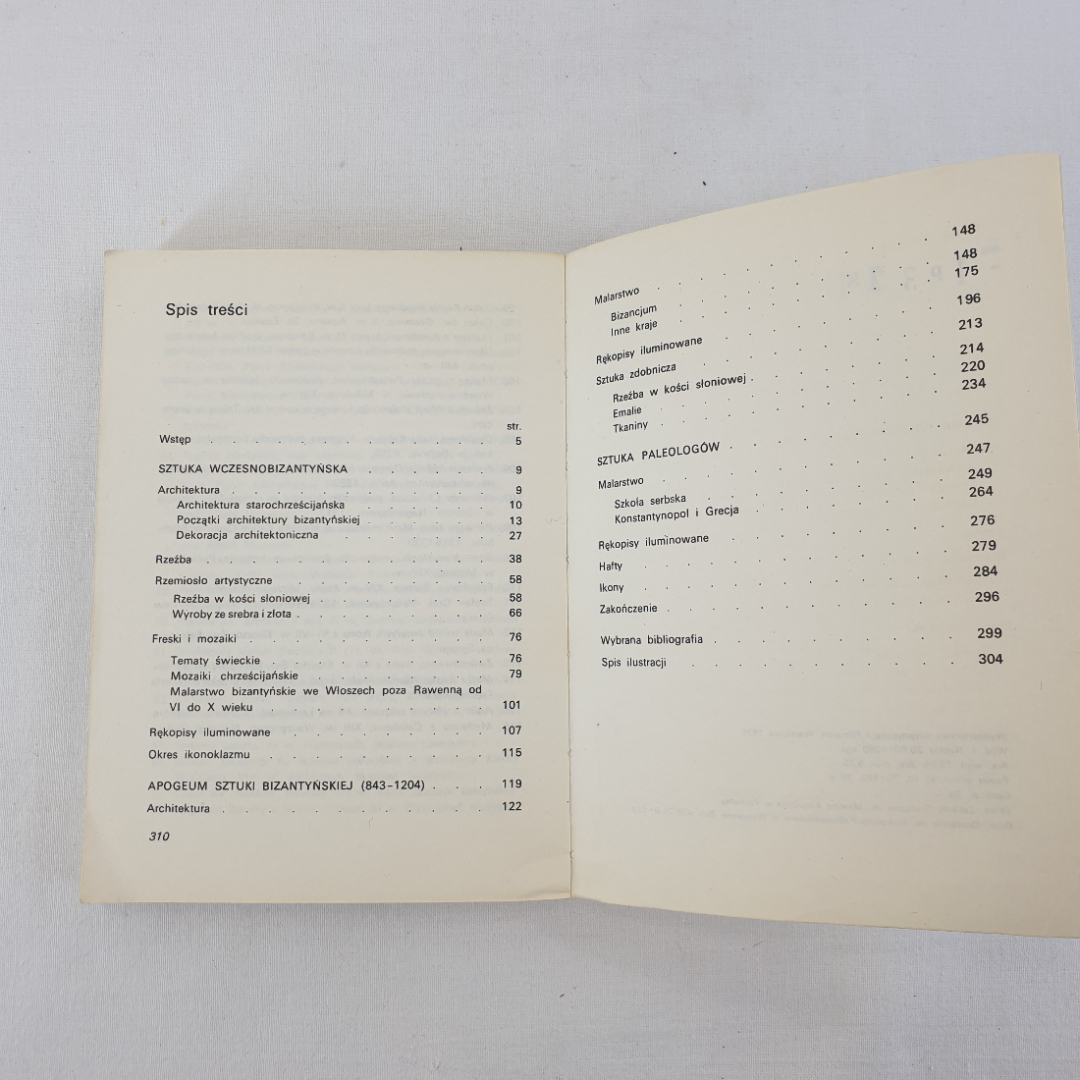 Spis treści
str.
Wstęp . . . . . . . . . . . 5
SZTUKA WCZESNOBIZANTYŃSKA . . . . . 9
Architektura . . . . . . . . . . 9
Architektura starochrześcijańska . . . . . 10
Początki architektury bizantyńskiej . . . . . 13
Dekoracja architektoniczna . . . . . . 27
Rzeźba . . . . . . . . . . . 38
Rzemiosło artystyczne . . . . . . . . 58
Rzeźba w kości słoniowej . . . . . . 58
Wyroby ze srebra i złota . . . . . . . 66
Freski i mozaiki . . . . . . . . . 76
Tematy świeckie . . . . . . . . 76
Mozaiki chrześcijańskie . . . . . . 79
Malarstwo bizantyńskie we Włoszech poza Rawenną od
VI do X wieku . . . . . . . . 101
Rękopisy iluminowane . . . . . . . . 107
Okres ikonoklazmu . . . . . . . . 115
APOGEUM SZTUKI BIZANTYŃSKIEJ (843–1204) . . . 119
Architektura . . . . . . . . . . 122
310
Malarstwo . . . . . . . . . . 148
Bizancjum . . . . . . . . . 148
Inne kraje . . . . . . . . . 175
Rękopisy iluminowane . . . . . . . . 196
Sztuka zdobnicza . . . . . . . . . 213
Rzeźba w kości słoniowej . . . . . . 214
Emalie . . . . . . . . . . 220
Tkaniny . . . . . . . . . . 234
SZTUKA PALEOLOGÓW . . . . . . . . 245
Malarstwo . . . . . . . . . . 247
Szkoła serbska . . . . . . . . 249
Konstantynopol i Grecja . . . . . . 264
Rękopisy iluminowane . . . . . . . . 276
Hafty . . . . . . . . . . . 279
Ikony . . . . . . . . . . . 284
Zakończenie . . . . . . . . . . 296
Wybrana bibliografia . . . . . . . . 299
Spis ilustracji . . . . . . . . . 304